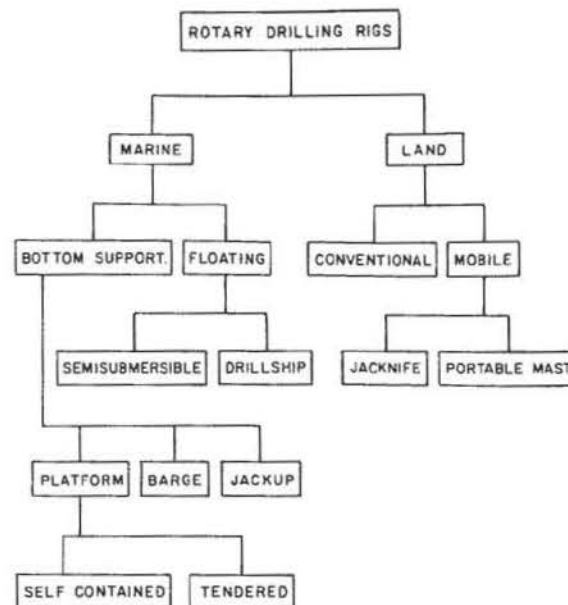 ROTARY DRILLING RIGS
MARINE
LAND
BOTTOM SUPPORT.
FLOATING
CONVENTIONAL
MOBILE
SEMISUBMERSIBLE
DRILLSHIP
JACKNIFE
PORTABLE MAST
PLATFORM
BARGE
JACKUP
SELF CONTAINED
TENDERED